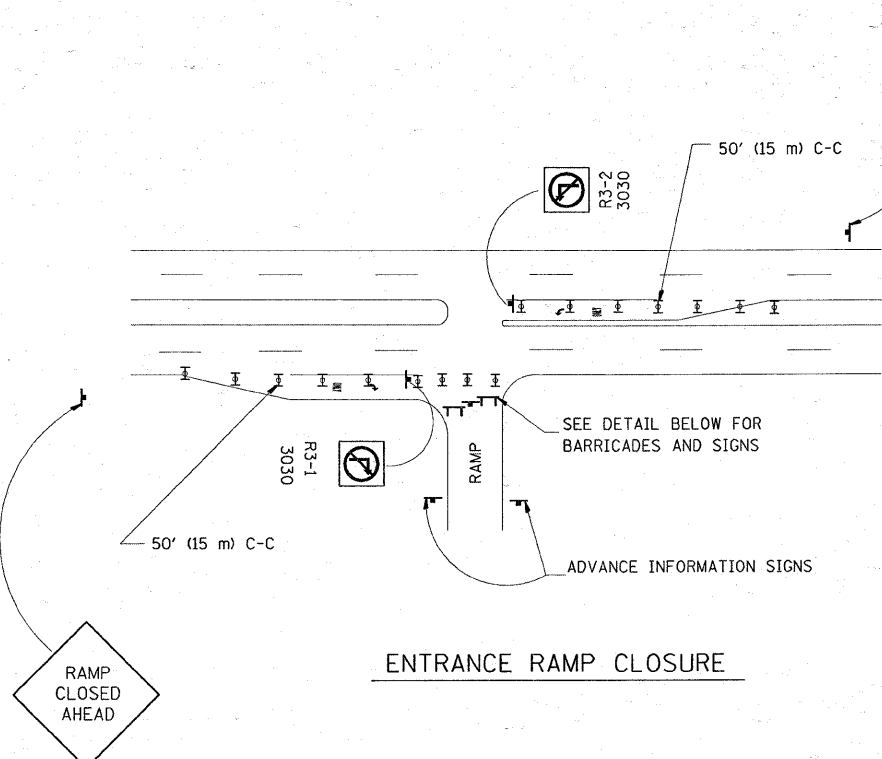 50' (15 m) C-C
R3-2
3030
SEE DETAIL BELOW FOR
BARRICADES AND SIGNS
R3-1
3030
RAMP
50' (15 m) C-C
ADVANCE INFORMATION SIGNS
ENTRANCE RAMP CLOSURE
RAMP
CLOSED
AHEAD